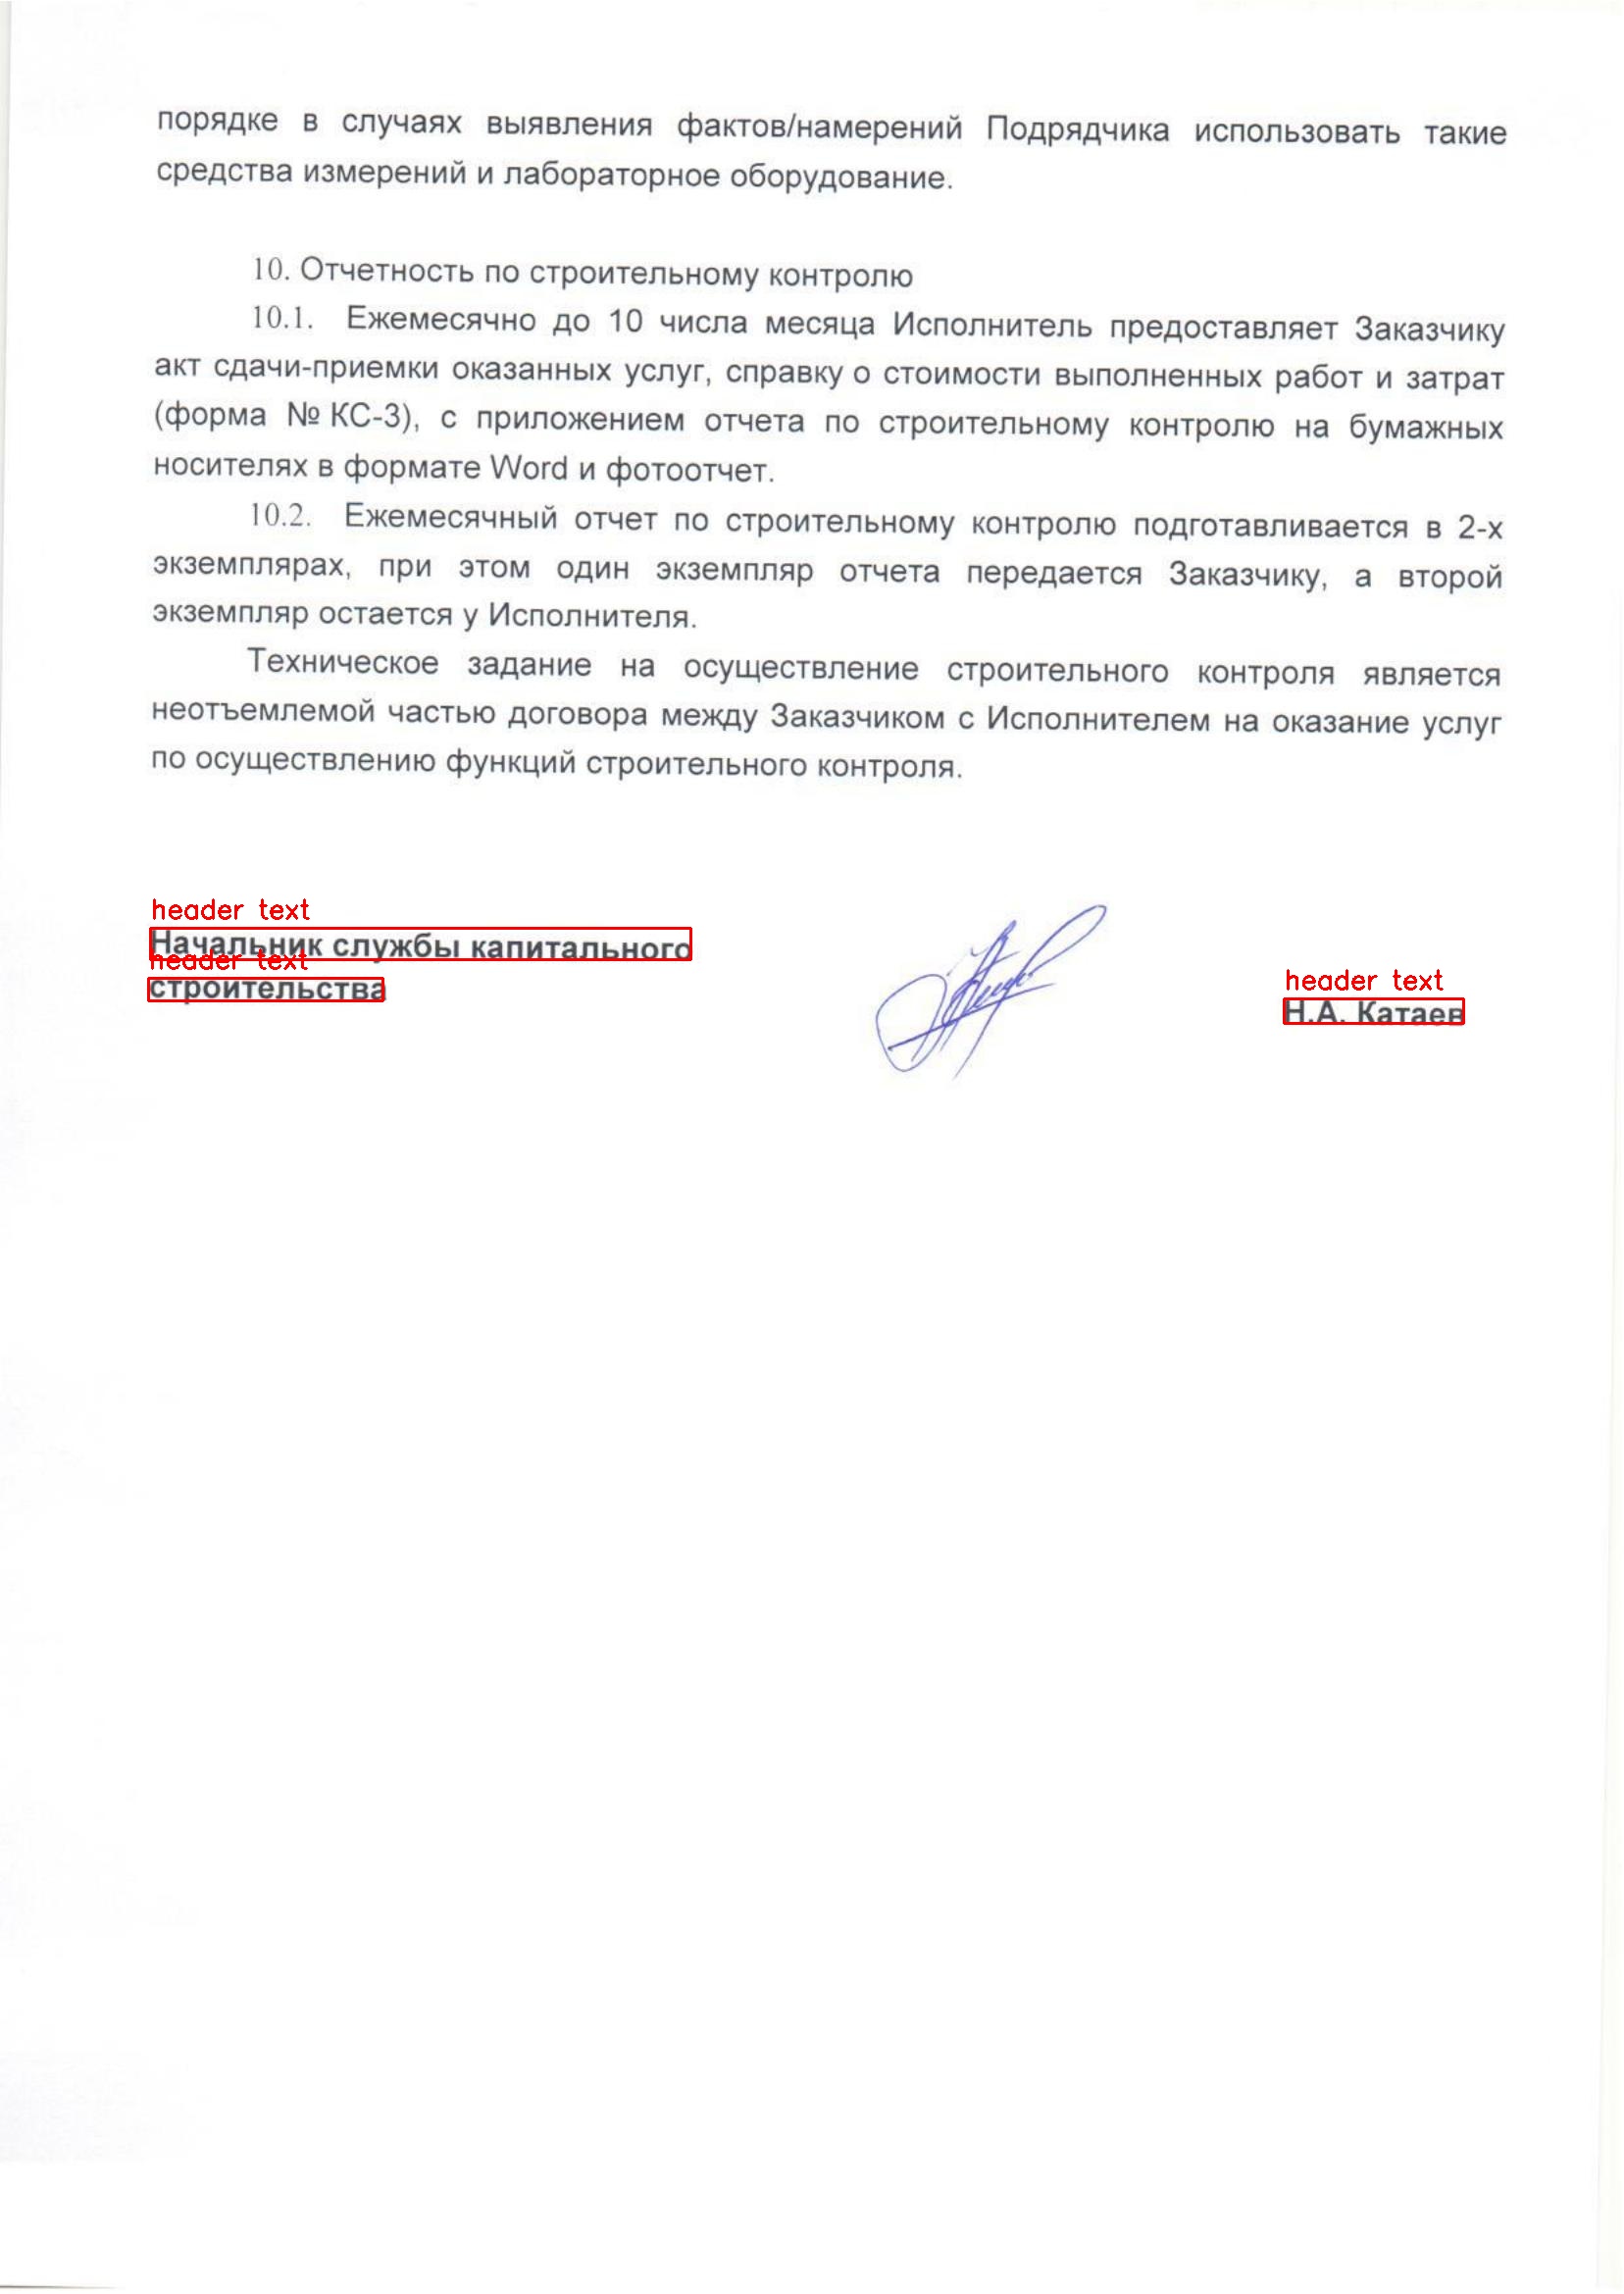 порядке в случаях выявления фактов/намерений Подрядчика использовать такие
средства измерений и лабораторное оборудование.
10. Отчетность по строительному контролю
10.1. Ежемесячно до 10 числа месяца Исполнитель предоставляет Заказчику
акт сдачи-приемки оказанных услуг, справку о стоимости выполненных работ и затрат
(форма № КС-3), с приложением отчета по строительному контролю на бумажных
носителях в формате Word и фотоотчет.
10.2. Ежемесячный отчет по строительному контролю подготавливается в 2-х
экземплярах, при этом один экземпляр отчета передается Заказчику, а второй
экземпляр остается у Исполнителя.
Техническое задание на осуществление строительного контроля является
неотъемлемой частью договора между Заказчиком с Исполнителем на оказание услуг
по осуществлению функций строительного контроля.
header text
Начальник службы капитального
header text
строительства
header text
Н.А. Катаев